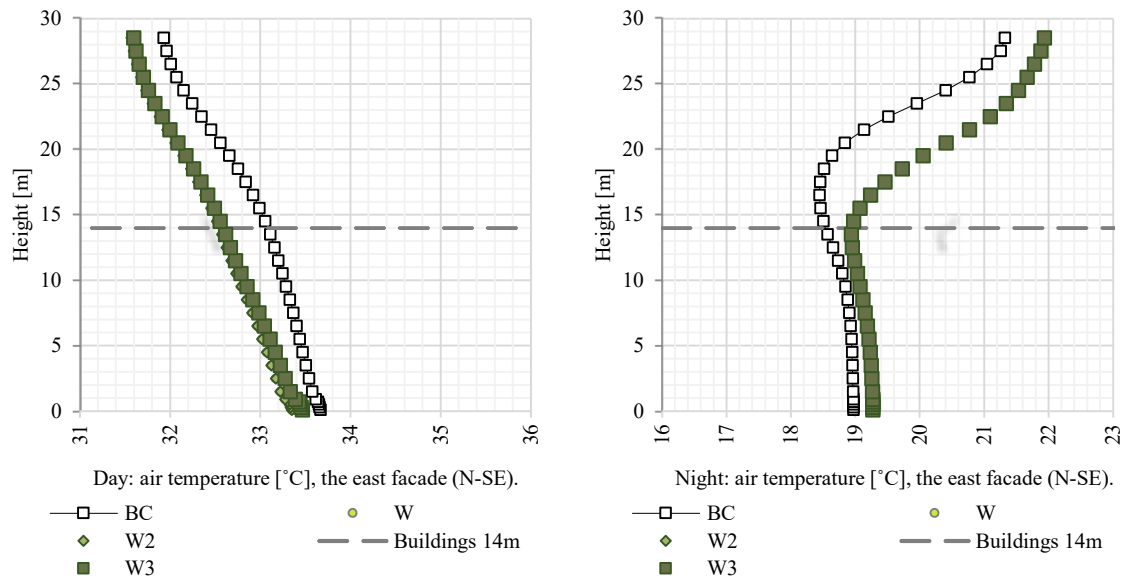 30
25
20
15
10
5
0
Height [m]
31
32
33
34
35
36
Day: air temperature [˚C], the east facade (N-SE).
BC
W
W2
Buildings 14m
W3
30
25
20
15
10
5
0
Height [m]
16
17
18
19
20
21
22
23
Night: air temperature [˚C], the east facade (N-SE).
BC
W
W2
Buildings 14m
W3